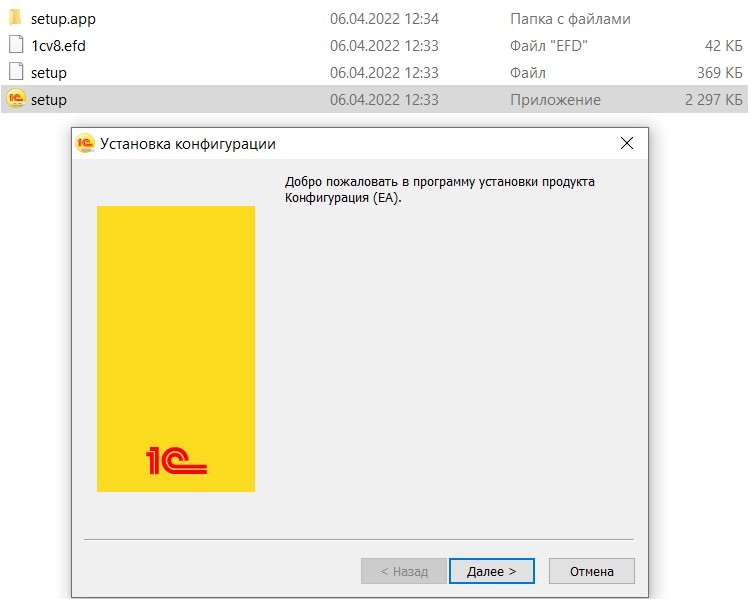 setup.app 06.04.2022 12:34 Папка с файлами
1cv8.efd 06.04.2022 12:33 Файл "EFD" 42 КБ
setup 06.04.2022 12:33 Файл 369 КБ
1С setup 06.04.2022 12:33 Приложение 2 297 КБ
1С Установка конфигурации
Добро пожаловать в программу установки продукта
Конфигурация (ЕА).
1С
< Назад Далее > Отмена